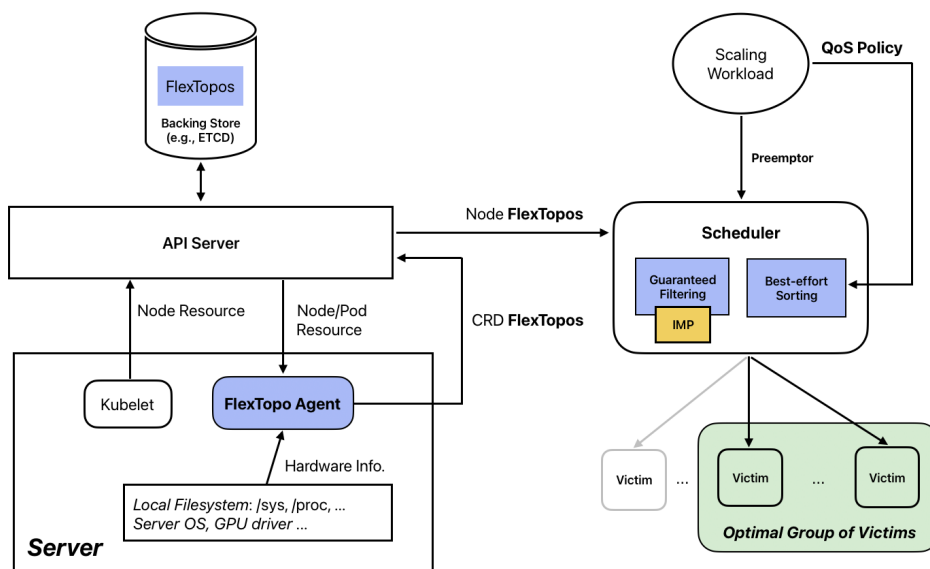 FlexTopos
Backing Store
(e.g., ETCD)
Scaling
Workload
QoS Policy
Preemptor
API Server
Node FlexTopos
Scheduler
Guaranteed
Filtering
IMP
Best-effort
Sorting
Node Resource
Node/Pod
Resource
CRD FlexTopos
Kubelet
FlexTopo Agent
Hardware Info.
Local Filesystem: /sys, /proc, ...
Server OS, GPU driver ...
Server
Victim
...
Victim
...
Victim
Optimal Group of Victims